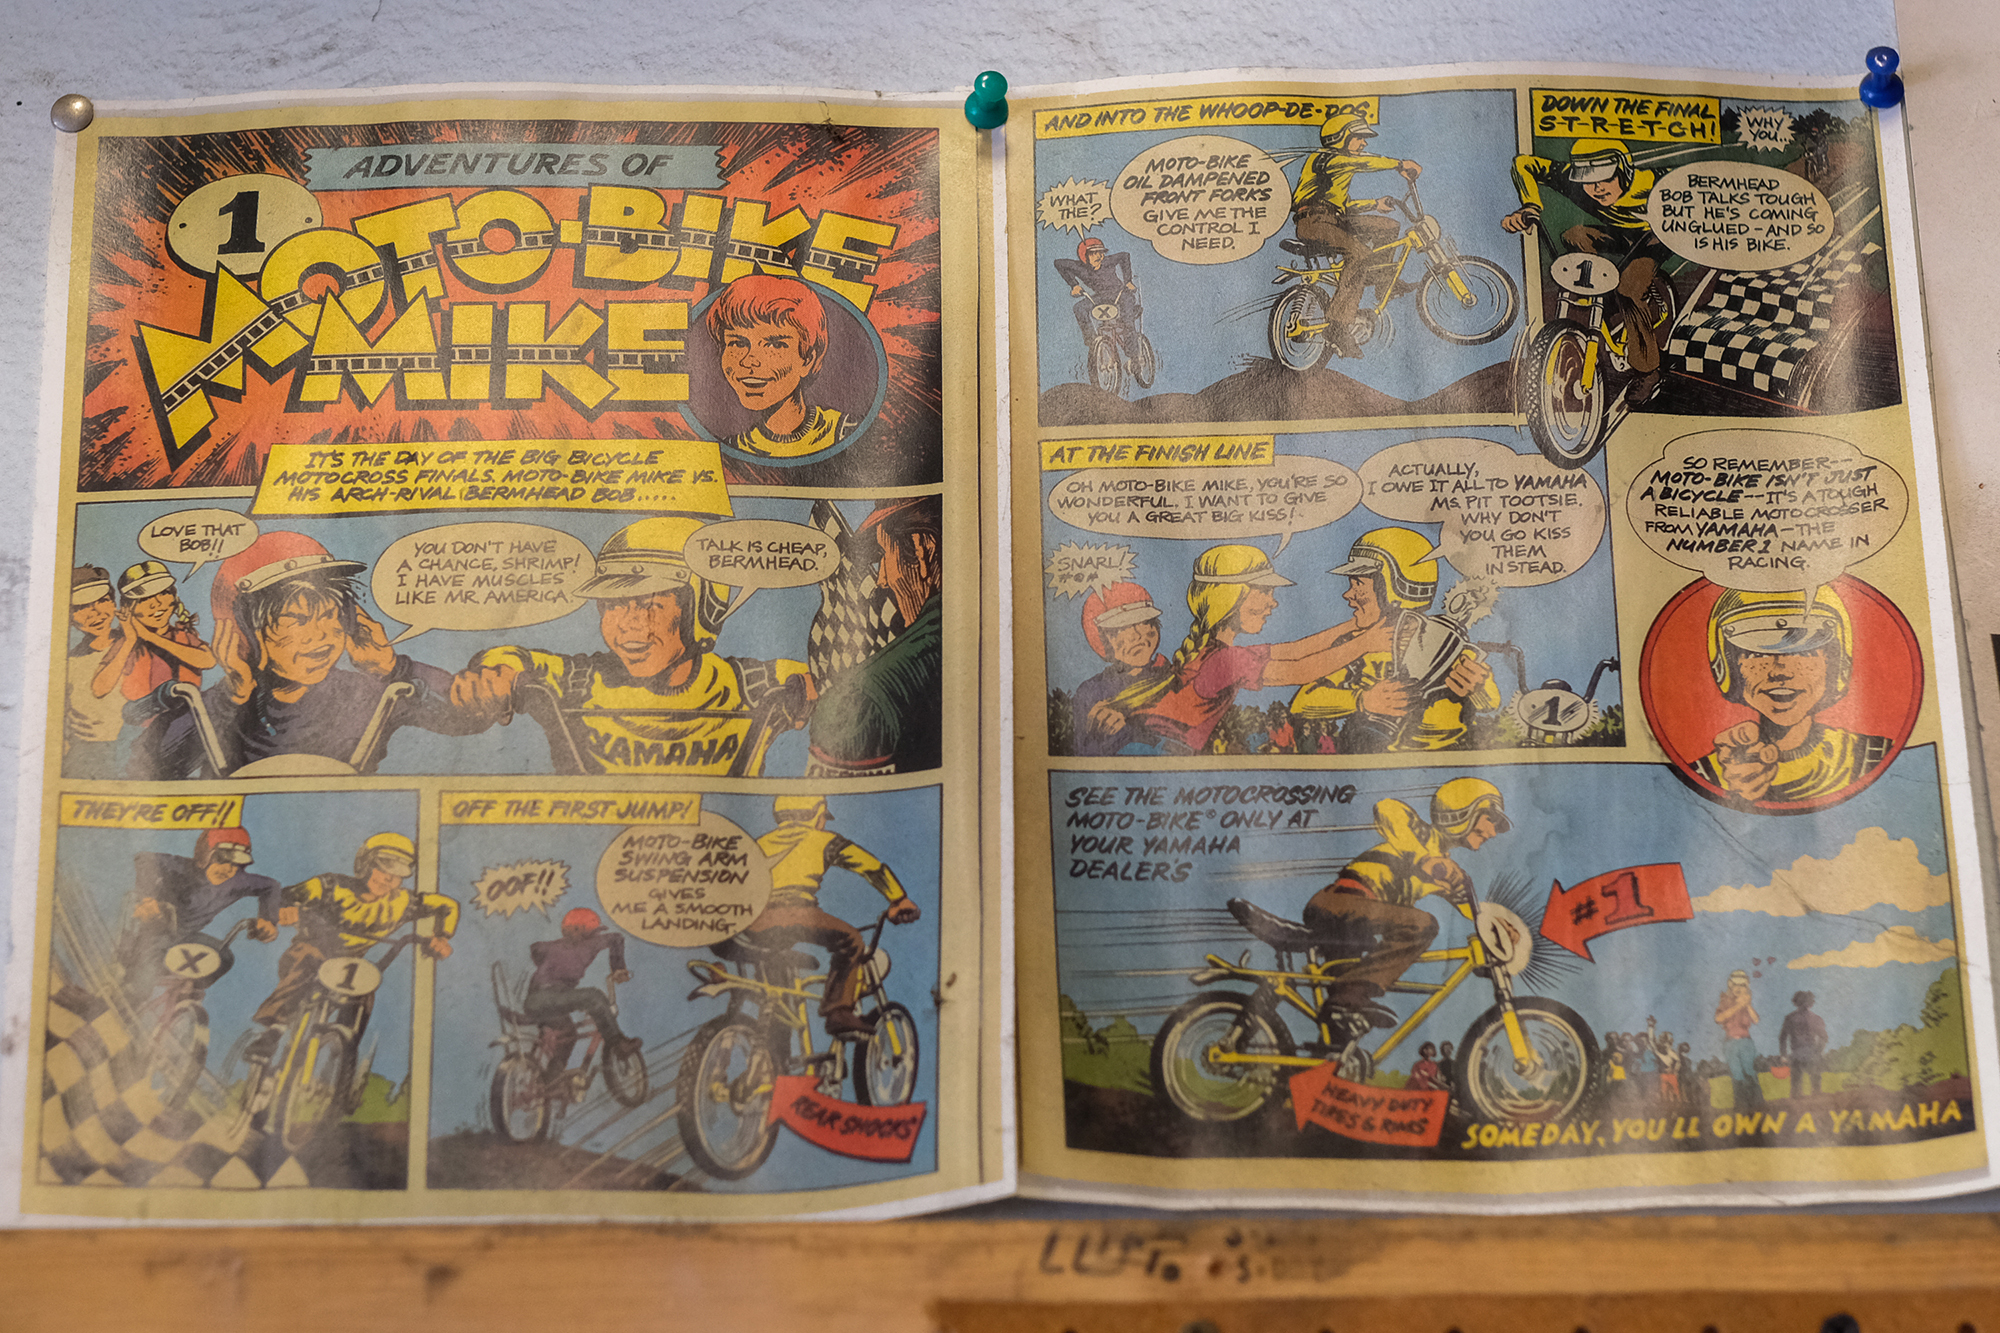 ADVENTURES OF
1
MOTO-BIKE
MIKE
IT'S THE DAY OF THE BIG BICYCLE
MOTOCROSS FINALS. MOTO-BIKE MIKE VS.
HIS ARCH-RIVAL BERMHEAD BOB.....
LOVE THAT
BOB!!
YOU DON'T HAVE
A CHANCE, SHRIMP!
I HAVE MUSCLES
LIKE MR. AMERICA.
TALK IS CHEAP,
BERMHEAD.
YAMAHA
THEY'RE OFF!!
X
1
OFF THE FIRST JUMP!
OOF!!
MOTO-BIKE
SWING ARM
SUSPENSION
GIVES
ME A SMOOTH
LANDING.
REAR SHOCKS
AND INTO THE WHOOP-DE-DOS.
WHAT
THE?
MOTO-BIKE
OIL DAMPENED
FRONT FORKS
GIVE ME THE
CONTROL I
NEED.
X
DOWN THE FINAL
S-T-R-E-T-C-H!
WHY
YOU..
BERMHEAD
BOB TALKS TOUGH
BUT HE'S COMING
UNGLUED - AND SO
IS HIS BIKE.
1
AT THE FINISH LINE
OH MOTO-BIKE MIKE, YOU'RE SO
WONDERFUL. I WANT TO GIVE
YOU A GREAT BIG KISS!
ACTUALLY,
I OWE IT ALL TO YAMAHA
MS. PIT TOOTSIE.
WHY DON'T
YOU GO KISS
THEM
IN STEAD.
SNARL!
#@#
YA
1
SO REMEMBER--
MOTO-BIKE ISN'T JUST
A BICYCLE--IT'S A TOUGH
RELIABLE MOTOCROSSER
FROM YAMAHA-THE
NUMBER 1 NAME IN
RACING.
SEE THE MOTOCROSSING
MOTO-BIKE® ONLY AT
YOUR YAMAHA
DEALER'S
1
#1
HEAVY DUTY
TIRES & RIMS
SOMEDAY, YOU'LL OWN A YAMAHA